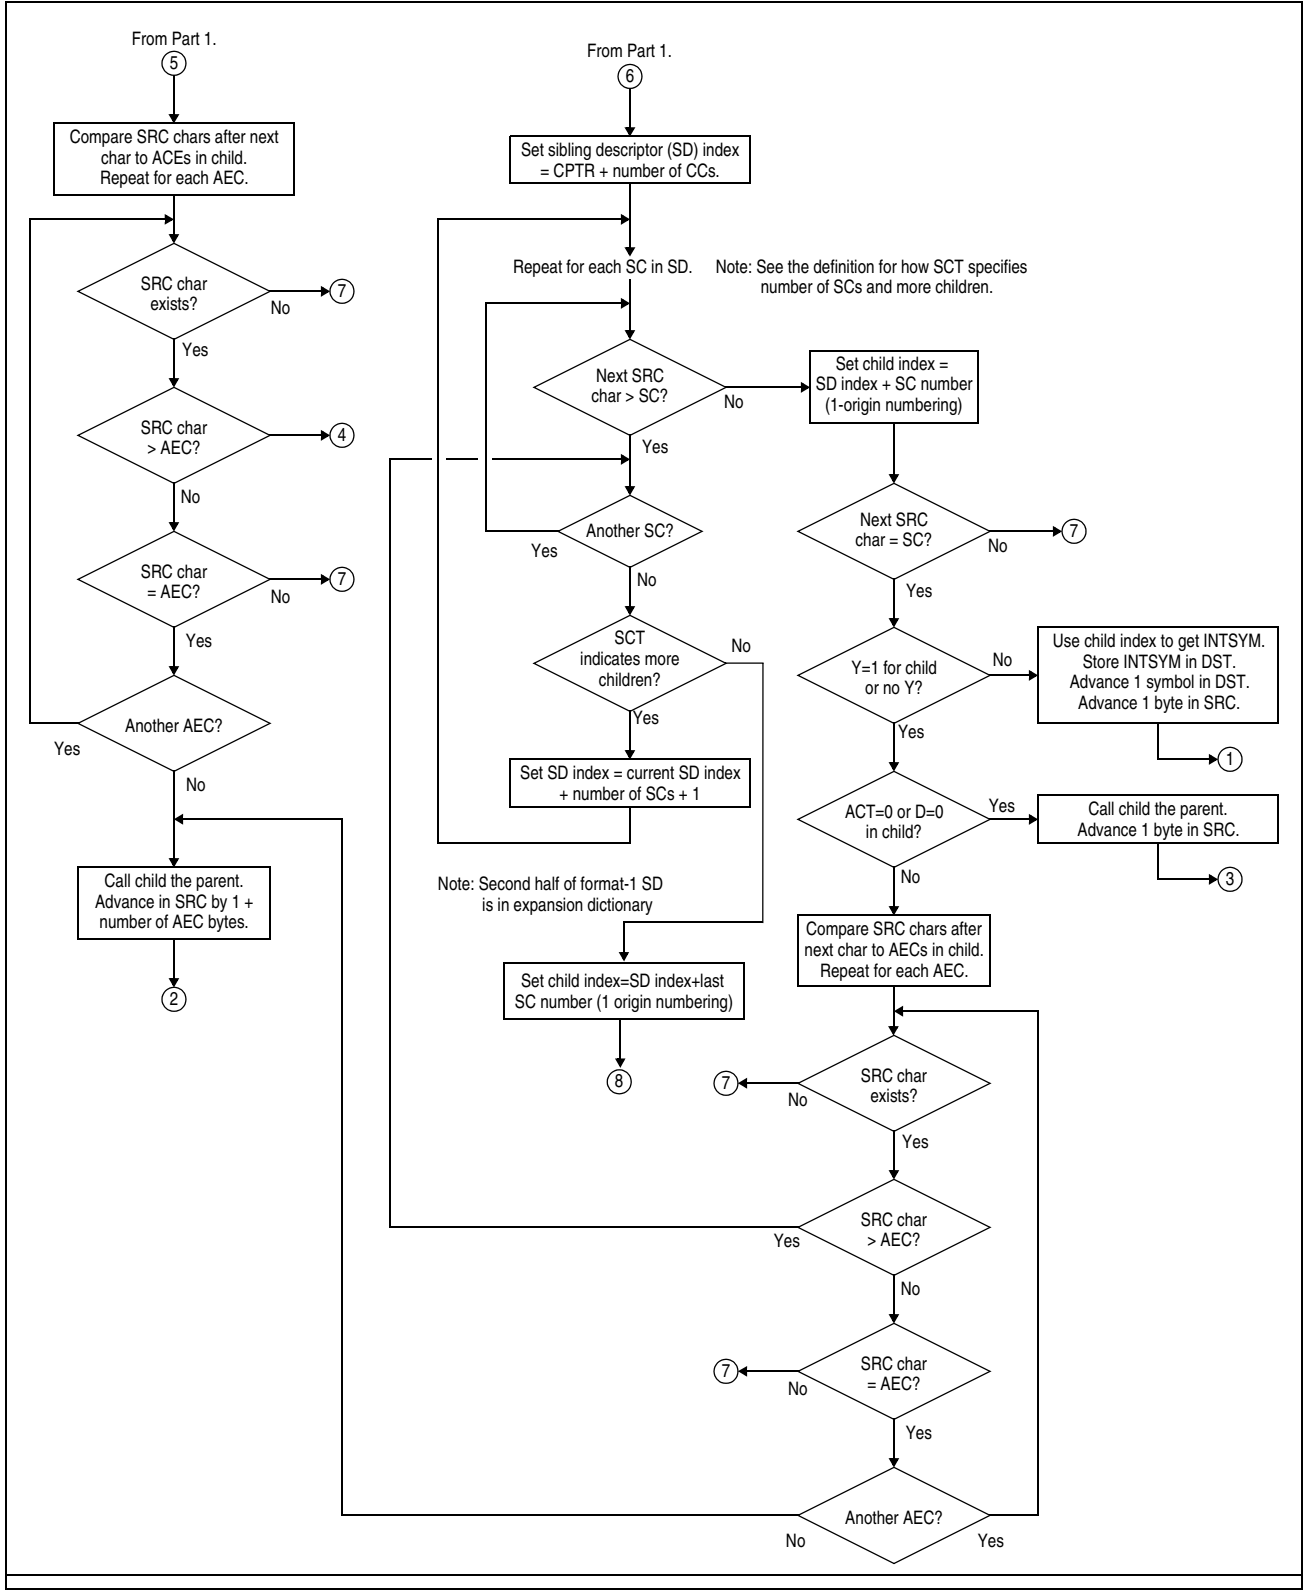 From Part 1.
5
Compare SRC chars after next
char to ACEs in child.
Repeat for each AEC.
SRC char
exists?
No
7
Yes
SRC char
> AEC?
4
No
SRC char
= AEC?
No
7
Yes
Another AEC?
Yes
No
Call child the parent.
Advance in SRC by 1 +
number of AEC bytes.
2
From Part 1.
6
Set sibling descriptor (SD) index
= CPTR + number of CCs.
Repeat for each SC in SD.
Note: See the definition for how SCT specifies
number of SCs and more children.
Next SRC
char > SC?
No
Yes
Another SC?
Yes
No
SCT
indicates more
children?
No
Yes
Set SD index = current SD index
+ number of SCs + 1
Note: Second half of format-1 SD
is in expansion dictionary
Set child index=SD index+last
SC number (1 origin numbering)
8
Set child index =
SD index + SC number
(1-origin numbering)
Next SRC
char = SC?
No
7
Yes
Y=1 for child
or no Y?
No
Use child index to get INTSYM.
Store INTSYM in DST.
Advance 1 symbol in DST.
Advance 1 byte in SRC.
1
Yes
ACT=0 or D=0
in child?
Yes
Call child the parent.
Advance 1 byte in SRC.
3
No
Compare SRC chars after
next char to AECs in child.
Repeat for each AEC.
SRC char
exists?
7
No
Yes
SRC char
> AEC?
Yes
No
SRC char
= AEC?
7
No
Yes
Another AEC?
No
Yes